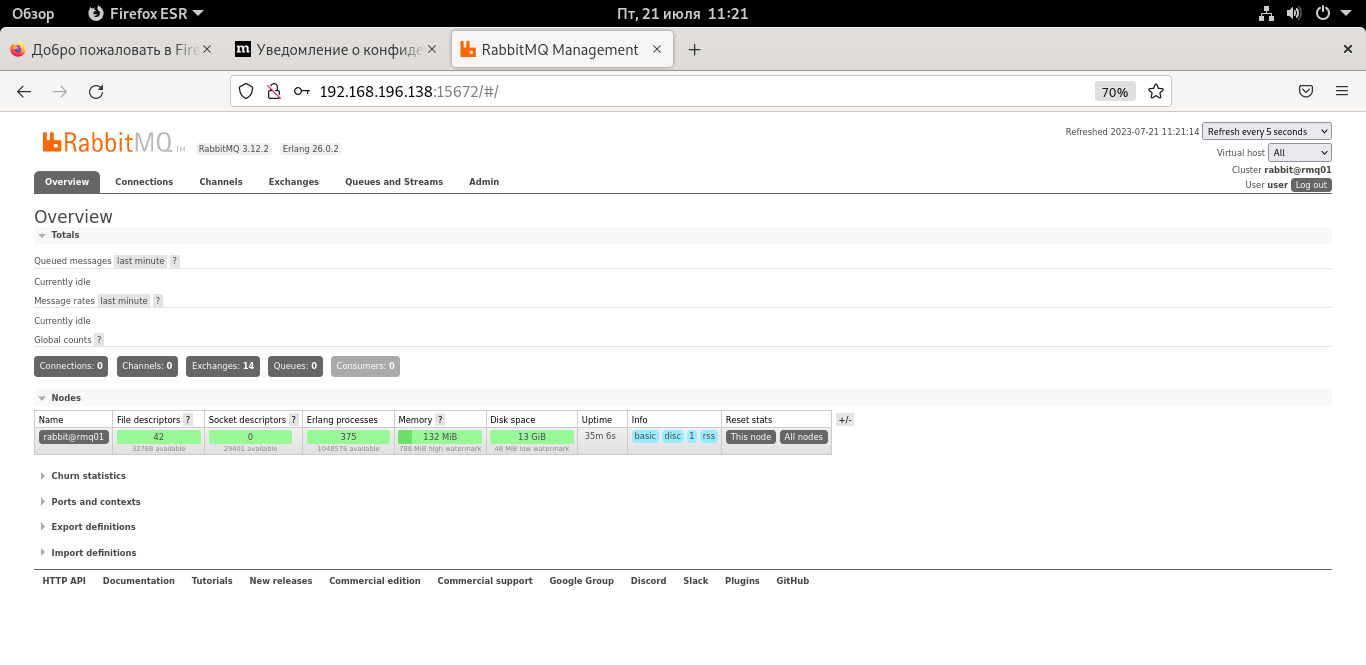 Обзор Firefox ESR Пт, 21 июля 11:21
Добро пожаловать в Fire Уведомление о конфиде RabbitMQ Management
192.168.196.138:15672/#/ 70%
RabbitMQ TM RabbitMQ 3.12.2 Erlang 26.0.2
Refreshed 2023-07-21 11:21:14 Refresh every 5 seconds
Virtual host All
Cluster rabbit@rmq01
User user Log out
Overview Connections Channels Exchanges Queues and Streams Admin
Overview
Totals
Queued messages last minute ?
Currently idle
Message rates last minute ?
Currently idle
Global counts ?
Connections: 0 Channels: 0 Exchanges: 14 Queues: 0 Consumers: 0
Nodes
Name File descriptors ? Socket descriptors ? Erlang processes Memory ? Disk space Uptime Info Reset stats +/-
rabbit@rmq01 42 0 375 132 MiB 13 GiB 35m 6s basic disc 1 rss This node All nodes
32768 available 29401 available 1048576 available 788 MiB high watermark 48 MiB low watermark
Churn statistics
Ports and contexts
Export definitions
Import definitions
HTTP API Documentation Tutorials New releases Commercial edition Commercial support Google Group Discord Slack Plugins GitHub